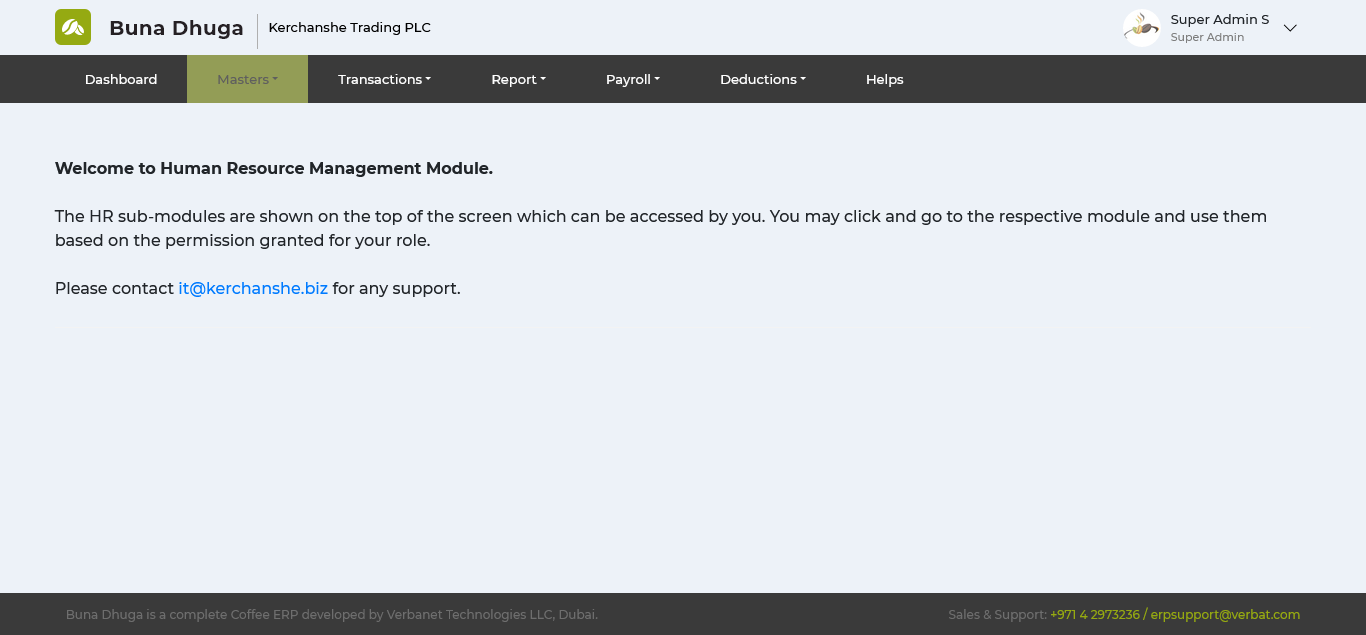 Buna Dhuga
Kerchanshe Trading PLC
Super Admin S
Super Admin
Dashboard
Masters
Transactions
Report
Payroll
Deductions
Helps
Welcome to Human Resource Management Module.
The HR sub-modules are shown on the top of the screen which can be accessed by you. You may click and go to the respective module and use them
based on the permission granted for your role.
Please contact it@kerchanshe.biz for any support.
Buna Dhuga is a complete Coffee ERP developed by Verbanet Technologies LLC, Dubai.
Sales & Support: +971 4 2973236 / erpsupport@verbat.com